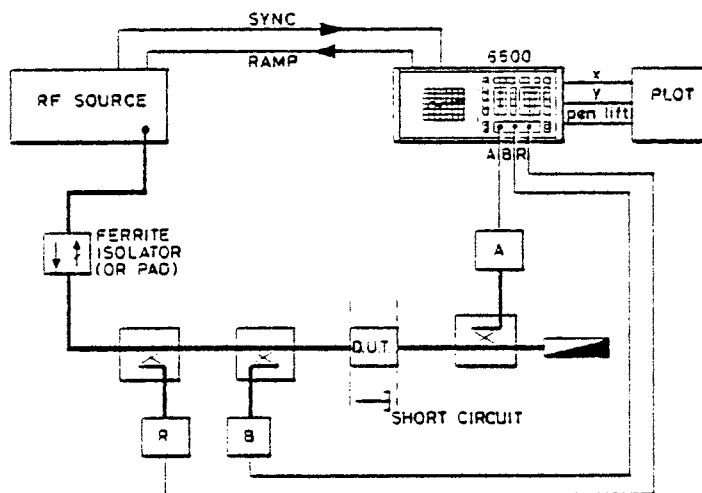 SYNC
RAMP
6500
RF SOURCE
x
y
pen lift
PLOT
A B R
FERRITE
ISOLATOR
(OR PAD)
A
D.U.T.
SHORT CIRCUIT
R
B